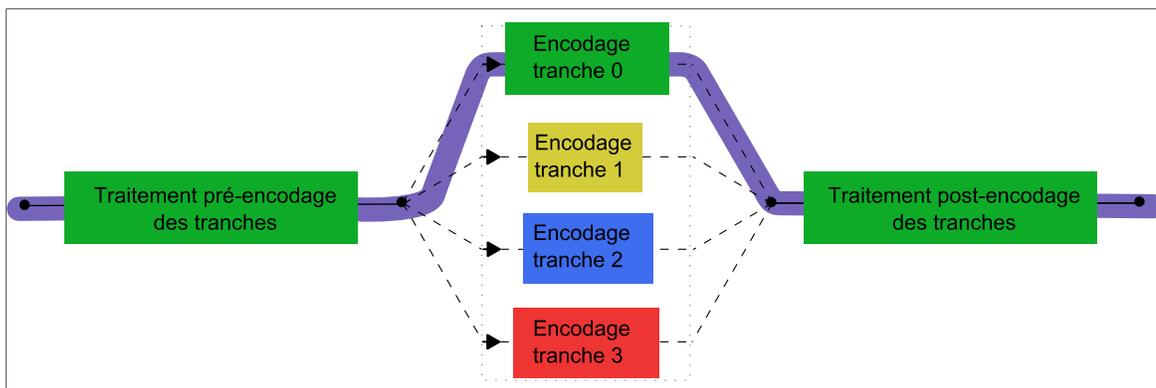 Encodage
tranche 0
Encodage
tranche 1
Traitement pré-encodage
des tranches
Traitement post-encodage
des tranches
Encodage
tranche 2
Encodage
tranche 3